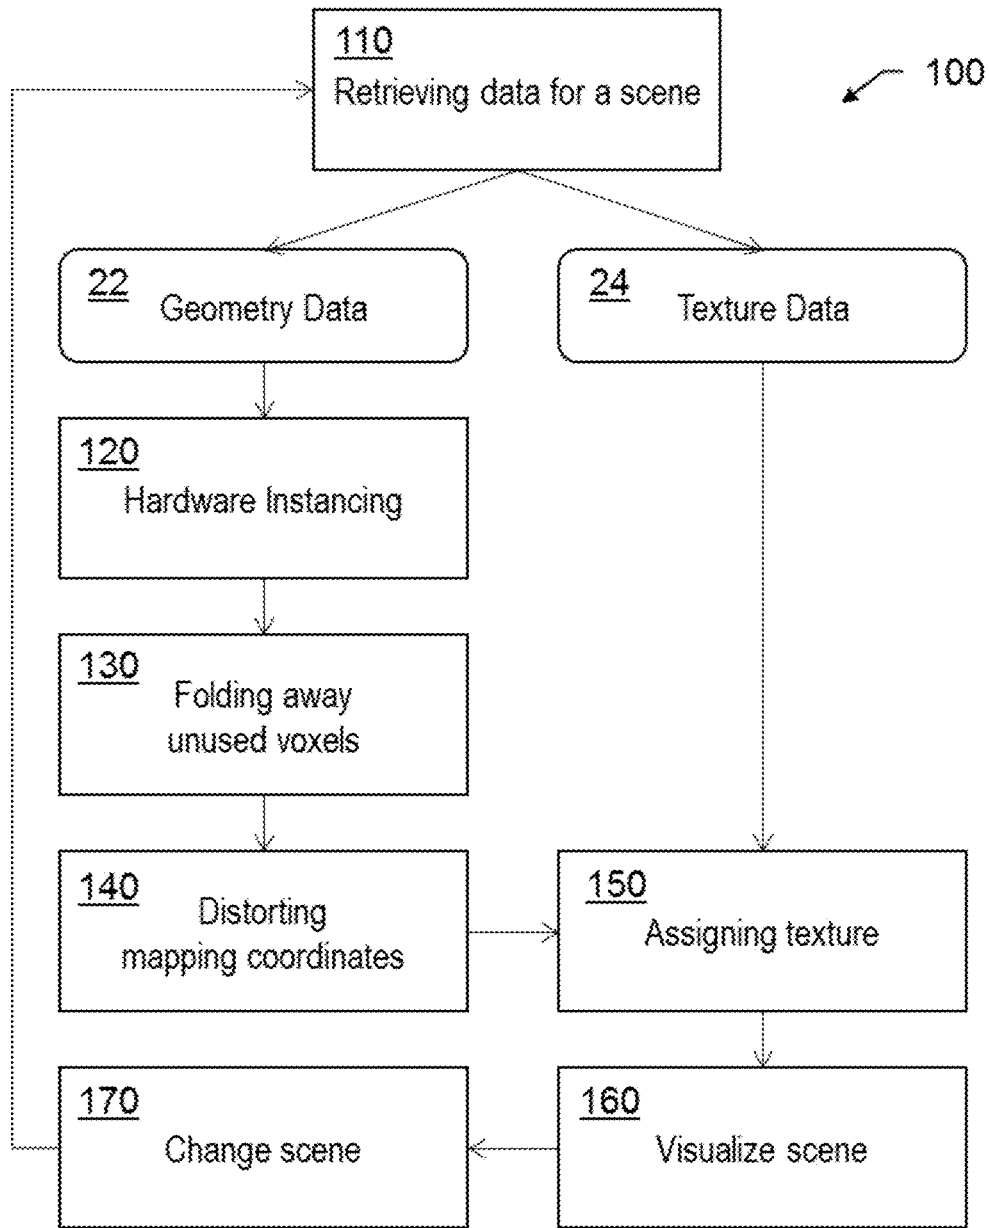 110
Retrieving data for a scene
100
22
Geometry Data
24
Texture Data
120
Hardware Instancing
130
Folding away
unused voxels
140
Distorting
mapping coordinates
150
Assigning texture
170
Change scene
160
Visualize scene